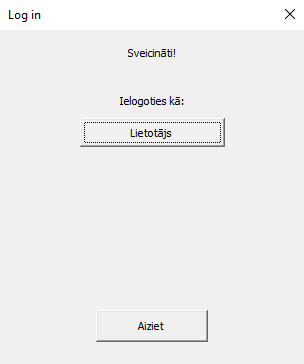 Log in
Sveicināti!
Ielogoties kā:
Lietotājs
Aiziet